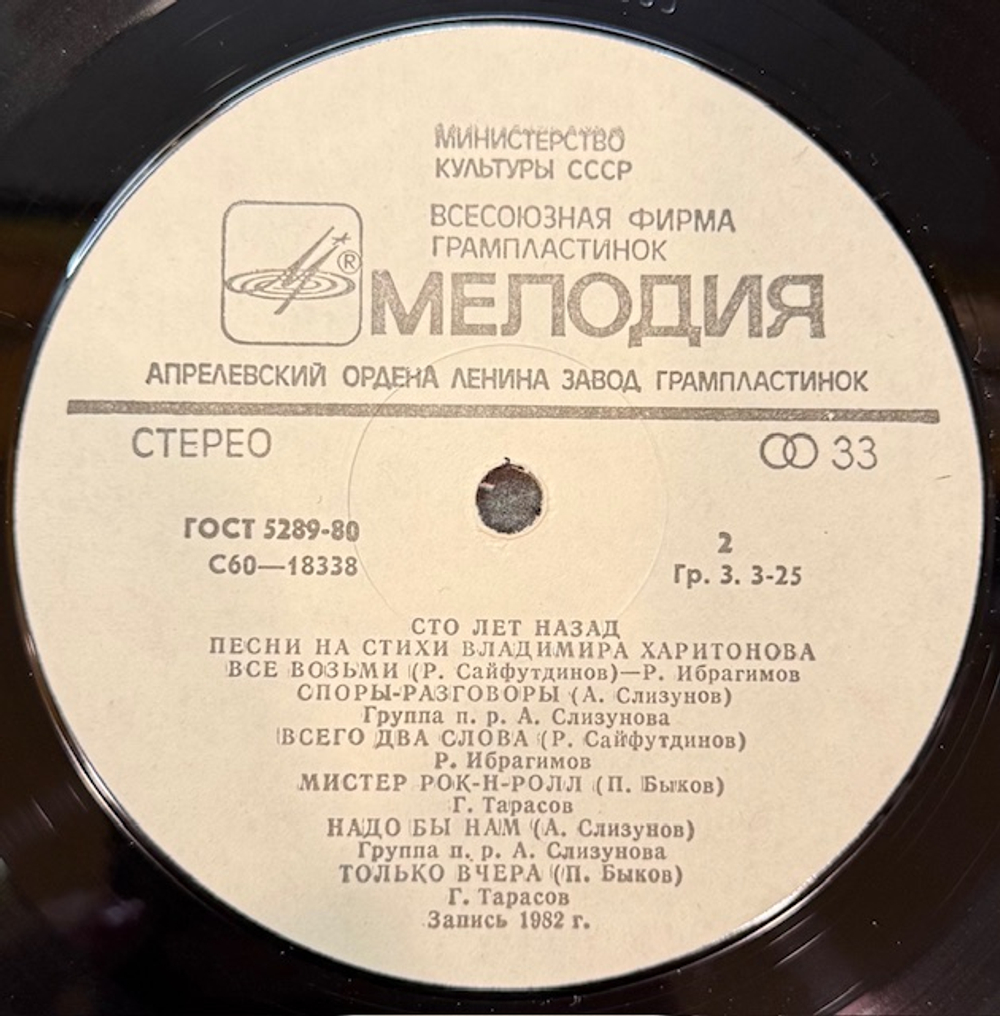 МИНИСТЕРСТВО
КУЛЬТУРЫ СССР
ВСЕСОЮЗНАЯ ФИРМА
ГРАМПЛАСТИНОК
®
МЕЛОДИЯ
АПРЕЛЕВСКИЙ ОРДЕНА ЛЕНИНА ЗАВОД ГРАМПЛАСТИНОК
СТЕРЕО
33
ГОСТ 5289-80
С60—18338
2
Гр. 3. 3-25
СТО ЛЕТ НАЗАД
ПЕСНИ НА СТИХИ ВЛАДИМИРА ХАРИТОНОВА
ВСЕ ВОЗЬМИ (Р. Сайфутдинов)—Р. Ибрагимов
СПОРЫ-РАЗГОВОРЫ (А. Слизунов)
Группа п. р. А. Слизунова
ВСЕГО ДВА СЛОВА (Р. Сайфутдинов)
Р. Ибрагимов
МИСТЕР РОК-Н-РОЛЛ (П. Быков)
Г. Тарасов
НАДО БЫ НАМ (А. Слизунов)
Группа п. р. А. Слизунова
ТОЛЬКО ВЧЕРА (П. Быков)
Г. Тарасов
Запись 1982 г.